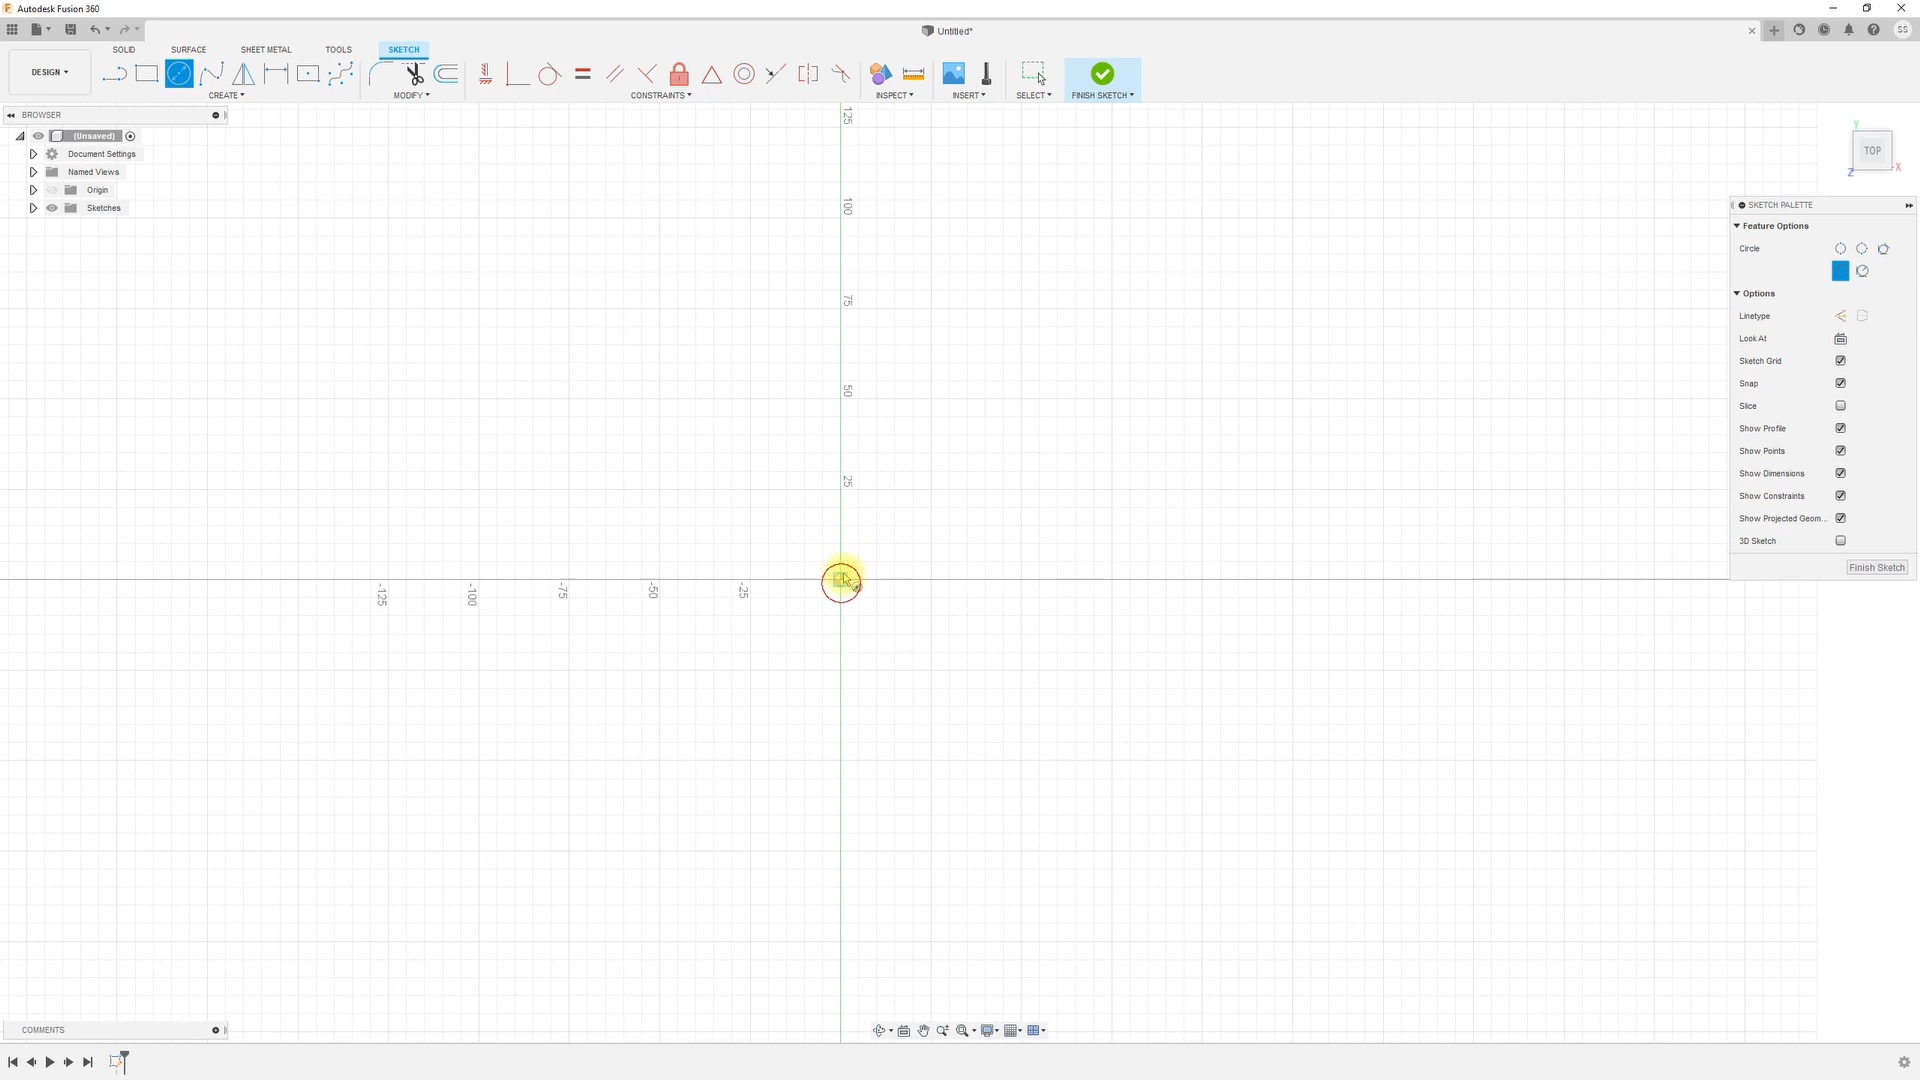 Autodesk Fusion 360
Untitled*
SS
SOLID
SURFACE
SHEET METAL
TOOLS
SKETCH
DESIGN
CREATE
MODIFY
CONSTRAINTS
INSPECT
INSERT
SELECT
FINISH SKETCH
BROWSER
(Unsaved)
Document Settings
Named Views
Origin
Sketches
125
100
75
50
25
-125
-100
-75
-50
-25
Y
TOP
X
Z
SKETCH PALETTE
Feature Options
Circle
Options
Linetype
Look At
Sketch Grid
Snap
Slice
Show Profile
Show Points
Show Dimensions
Show Constraints
Show Projected Geom...
3D Sketch
Finish Sketch
COMMENTS